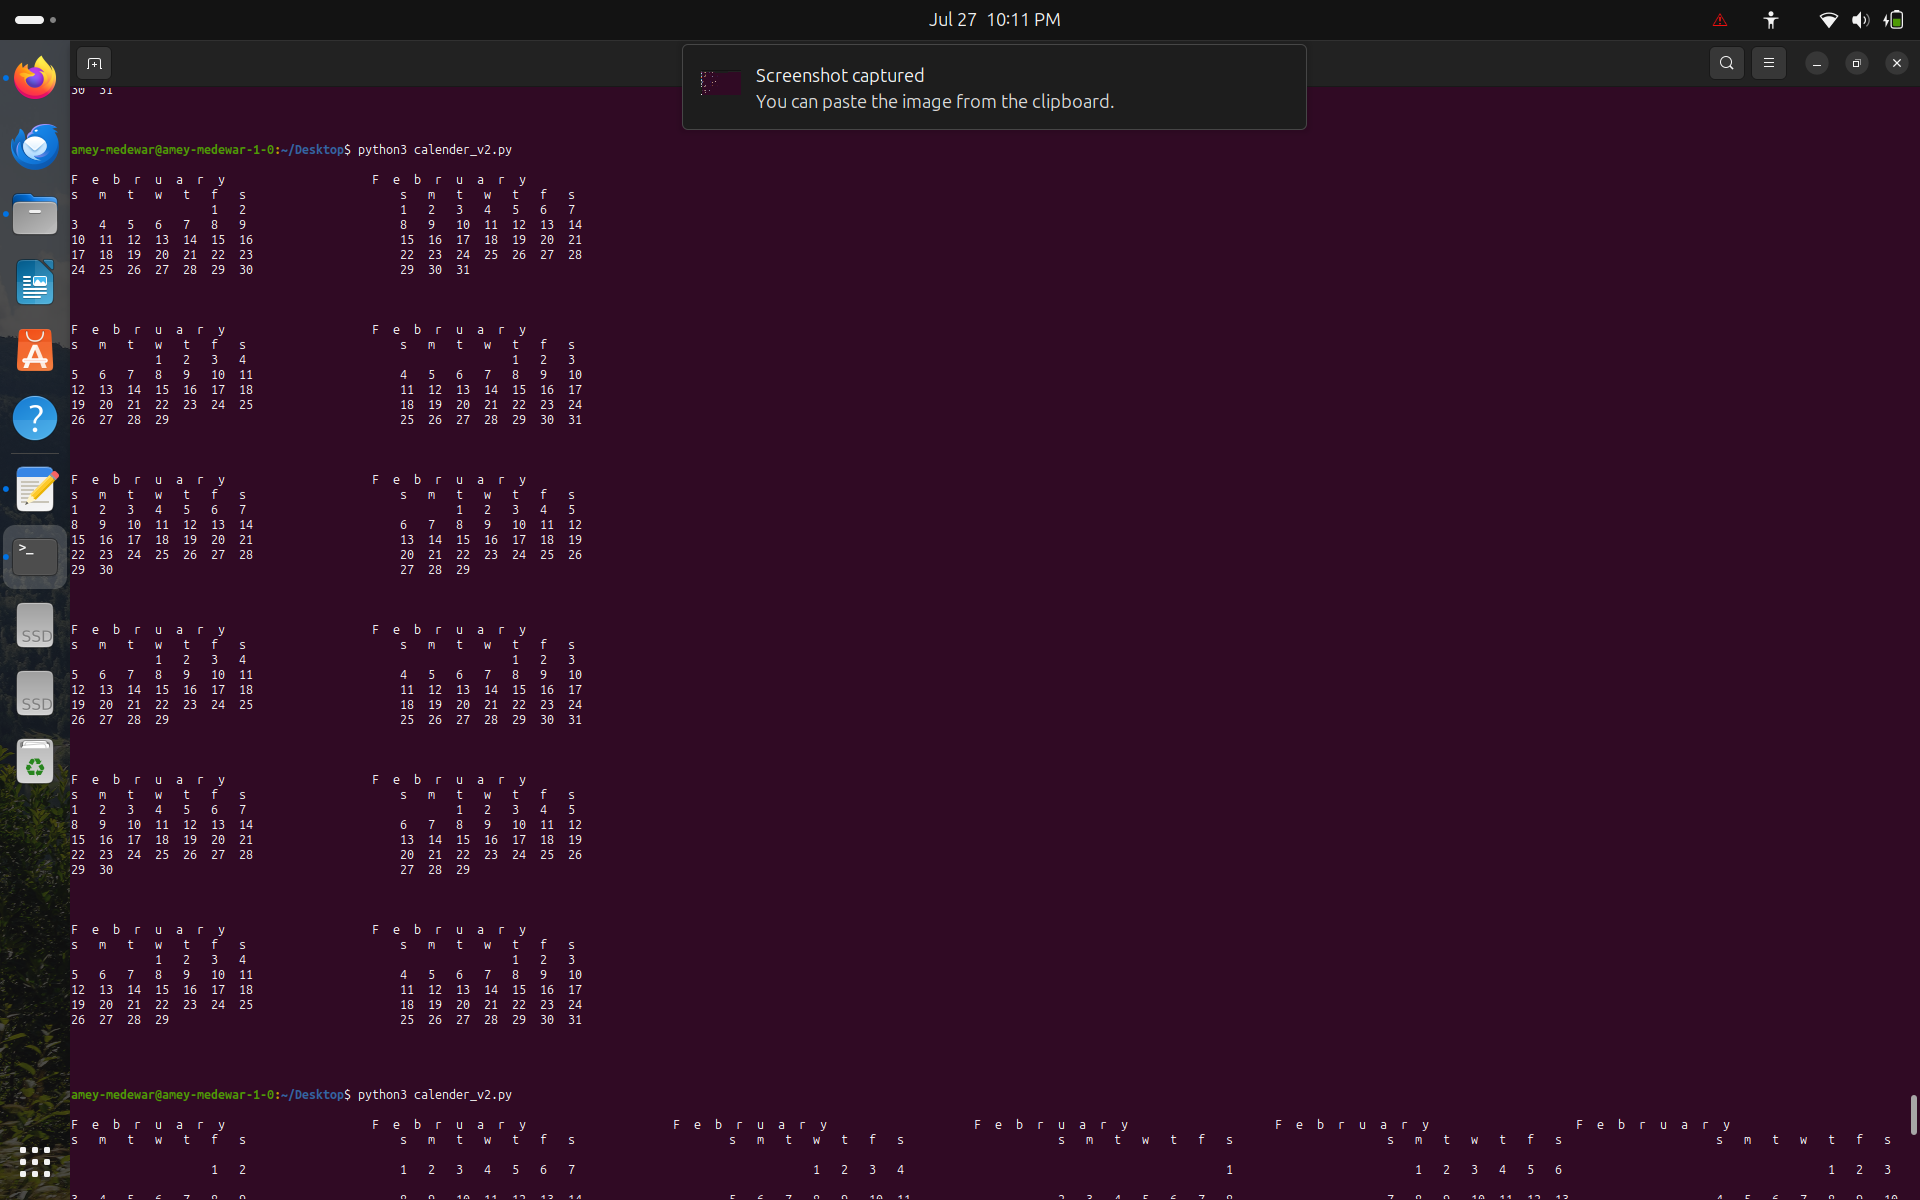 Jul 27 10:11 PM
Screenshot captured
You can paste the image from the clipboard.
30 31
amey-medewar@amey-medewar-1-0:~/Desktop$ python3 calender_v2.py
F e b r u a r y F e b r u a r y
s m t w t f s s m t w t f s
1 2 1 2 3 4 5 6 7
3 4 5 6 7 8 9 8 9 10 11 12 13 14
10 11 12 13 14 15 16 15 16 17 18 19 20 21
17 18 19 20 21 22 23 22 23 24 25 26 27 28
24 25 26 27 28 29 30 29 30 31
F e b r u a r y F e b r u a r y
s m t w t f s s m t w t f s
1 2 3 4 1 2 3
5 6 7 8 9 10 11 4 5 6 7 8 9 10
12 13 14 15 16 17 18 11 12 13 14 15 16 17
19 20 21 22 23 24 25 18 19 20 21 22 23 24
26 27 28 29 25 26 27 28 29 30 31
F e b r u a r y F e b r u a r y
s m t w t f s s m t w t f s
1 2 3 4 5 6 7 1 2 3 4 5
8 9 10 11 12 13 14 6 7 8 9 10 11 12
15 16 17 18 19 20 21 13 14 15 16 17 18 19
22 23 24 25 26 27 28 20 21 22 23 24 25 26
29 30 27 28 29
F e b r u a r y F e b r u a r y
s m t w t f s s m t w t f s
1 2 3 4 1 2 3
5 6 7 8 9 10 11 4 5 6 7 8 9 10
12 13 14 15 16 17 18 11 12 13 14 15 16 17
19 20 21 22 23 24 25 18 19 20 21 22 23 24
26 27 28 29 25 26 27 28 29 30 31
F e b r u a r y F e b r u a r y
s m t w t f s s m t w t f s
1 2 3 4 5 6 7 1 2 3 4 5
8 9 10 11 12 13 14 6 7 8 9 10 11 12
15 16 17 18 19 20 21 13 14 15 16 17 18 19
22 23 24 25 26 27 28 20 21 22 23 24 25 26
29 30 27 28 29
F e b r u a r y F e b r u a r y
s m t w t f s s m t w t f s
1 2 3 4 1 2 3
5 6 7 8 9 10 11 4 5 6 7 8 9 10
12 13 14 15 16 17 18 11 12 13 14 15 16 17
19 20 21 22 23 24 25 18 19 20 21 22 23 24
26 27 28 29 25 26 27 28 29 30 31
amey-medewar@amey-medewar-1-0:~/Desktop$ python3 calender_v2.py
F e b r u a r y F e b r u a r y F e b r u a r y F e b r u a r y F e b r u a r y F e b r u a r y
s m t w t f s s m t w t f s s m t w t f s s m t w t f s s m t w t f s s m t w t f s
1 2 1 2 3 4 5 6 7 1 2 3 4 1 1 2 3 4 5 6 1 2 3
SSD
SSD